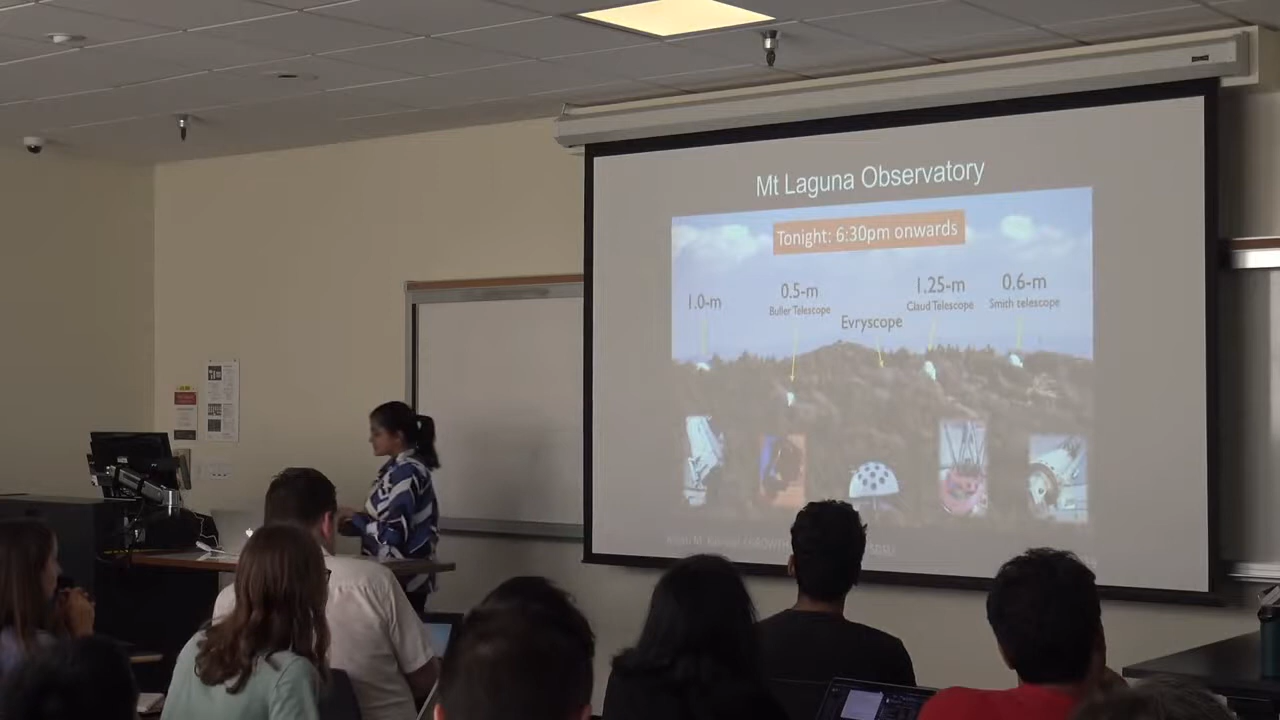 Mt Laguna Observatory
Tonight: 6:30pm onwards
1.0-m
0.5-m
Buller Telescope
Evryscope
1.25-m
Claud Telescope
0.6-m
Smith telescope